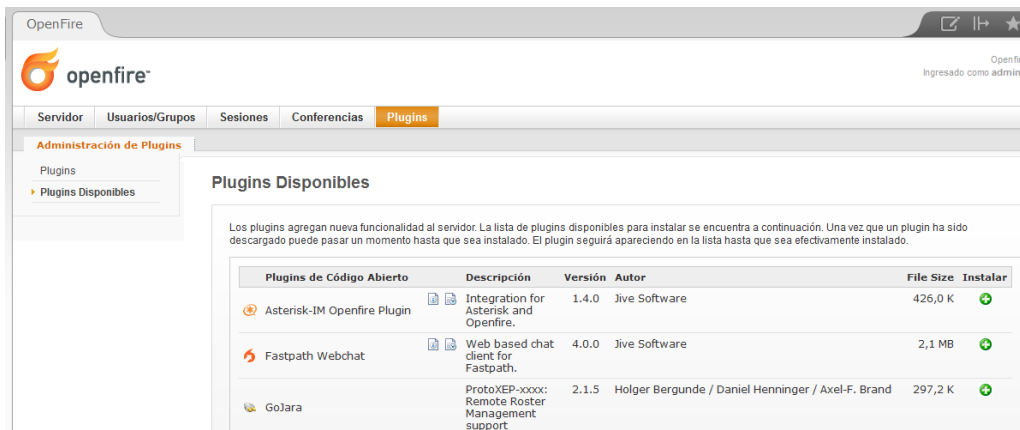 OpenFire
openfire
Openfi
Ingresado como admin
Servidor Usuarios/Grupos Sesiones Conferencias Plugins
Administración de Plugins
Plugins
Plugins Disponibles
Plugins Disponibles
Los plugins agregan nueva funcionalidad al servidor. La lista de plugins disponibles para instalar se encuentra a continuación. Una vez que un plugin ha sido
descargado puede pasar un momento hasta que sea instalado. El plugin seguirá apareciendo en la lista hasta que sea efectivamente instalado.
Plugins de Código Abierto Descripción Versión Autor File Size Instalar
Asterisk-IM Openfire Plugin Integration for 1.4.0 Jive Software 426,0 K
Asterisk and
Openfire.
Fastpath Webchat Web based chat 4.0.0 Jive Software 2,1 MB
client for
Fastpath.
ProtoXEP-xxxx: 2.1.5 Holger Bergunde / Daniel Henninger / Axel-F. Brand 297,2 K
GoJara Remote Roster
Management
support